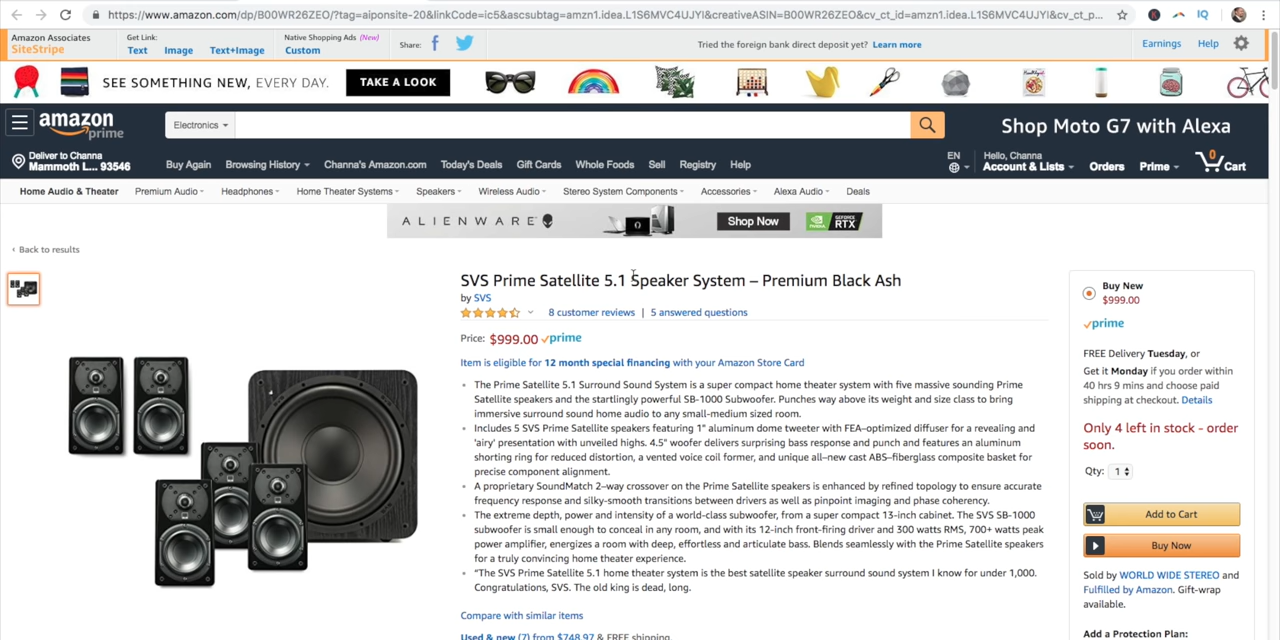 https://www.amazon.com/dp/B00WR26ZEO/?tag=aiponsite-20&linkCode=ic5&ascsubtag=amzn1.idea.L1S6MVC4UJYI&creativeASIN=B00WR26ZEO&cv_ct_id=amzn1.idea.L1S6MVC4UJYI&cv_ct_p...
IQ
Amazon Associates
SiteStripe
Get Link:
Text Image Text+Image
Native Shopping Ads (New)
Custom
Share:
Tried the foreign bank direct deposit yet? Learn more
Earnings Help
SEE SOMETHING NEW, EVERY DAY. TAKE A LOOK
amazon
prime
Electronics
Shop Moto G7 with Alexa
Deliver to Channa
Mammoth L... 93546
Buy Again Browsing History Channa's Amazon.com Today's Deals Gift Cards Whole Foods Sell Registry Help
EN
Hello, Channa
Account & Lists Orders Prime 0 Cart
Home Audio & Theater Premium Audio Headphones Home Theater Systems Speakers Wireless Audio Stereo System Components Accessories Alexa Audio Deals
ALIENWARE Shop Now NVIDIA GEFORCE RTX
‹ Back to results
SVS Prime Satellite 5.1 Speaker System – Premium Black Ash
by SVS
8 customer reviews | 5 answered questions
Price: $999.00 prime
Item is eligible for 12 month special financing with your Amazon Store Card
The Prime Satellite 5.1 Surround Sound System is a super compact home theater system with five massive sounding Prime
Satellite speakers and the startlingly powerful SB-1000 Subwoofer. Punches way above its weight and size class to bring
immersive surround sound home audio to any small-medium sized room.
Includes 5 SVS Prime Satellite speakers featuring 1" aluminum dome tweeter with FEA–optimized diffuser for a revealing and
'airy' presentation with unveiled highs. 4.5" woofer delivers surprising bass response and punch and features an aluminum
shorting ring for reduced distortion, a vented voice coil former, and unique all–new cast ABS–fiberglass composite basket for
precise component alignment.
A proprietary SoundMatch 2–way crossover on the Prime Satellite speakers is enhanced by refined topology to ensure accurate
frequency response and silky-smooth transitions between drivers as well as pinpoint imaging and phase coherency.
The extreme depth, power and intensity of a world-class subwoofer, from a super compact 13-inch cabinet. The SVS SB-1000
subwoofer is small enough to conceal in any room, and with its 12-inch front-firing driver and 300 watts RMS, 700+ watts peak
power amplifier, energizes a room with deep, effortless and articulate bass. Blends seamlessly with the Prime Satellite speakers
for a truly convincing home theater experience.
"The SVS Prime Satellite 5.1 home theater system is the best satellite speaker surround sound system I know for under 1,000.
Congratulations, SVS. The old king is dead, long.
Compare with similar items
Used & new (7) from $748.97 & FREE shipping.
Buy New
$999.00
prime
FREE Delivery Tuesday, or
Get it Monday if you order within
40 hrs 9 mins and choose paid
shipping at checkout. Details
Only 4 left in stock - order
soon.
Qty: 1
Add to Cart
Buy Now
Sold by WORLD WIDE STEREO and
Fulfilled by Amazon. Gift-wrap
available.
Add a Protection Plan: